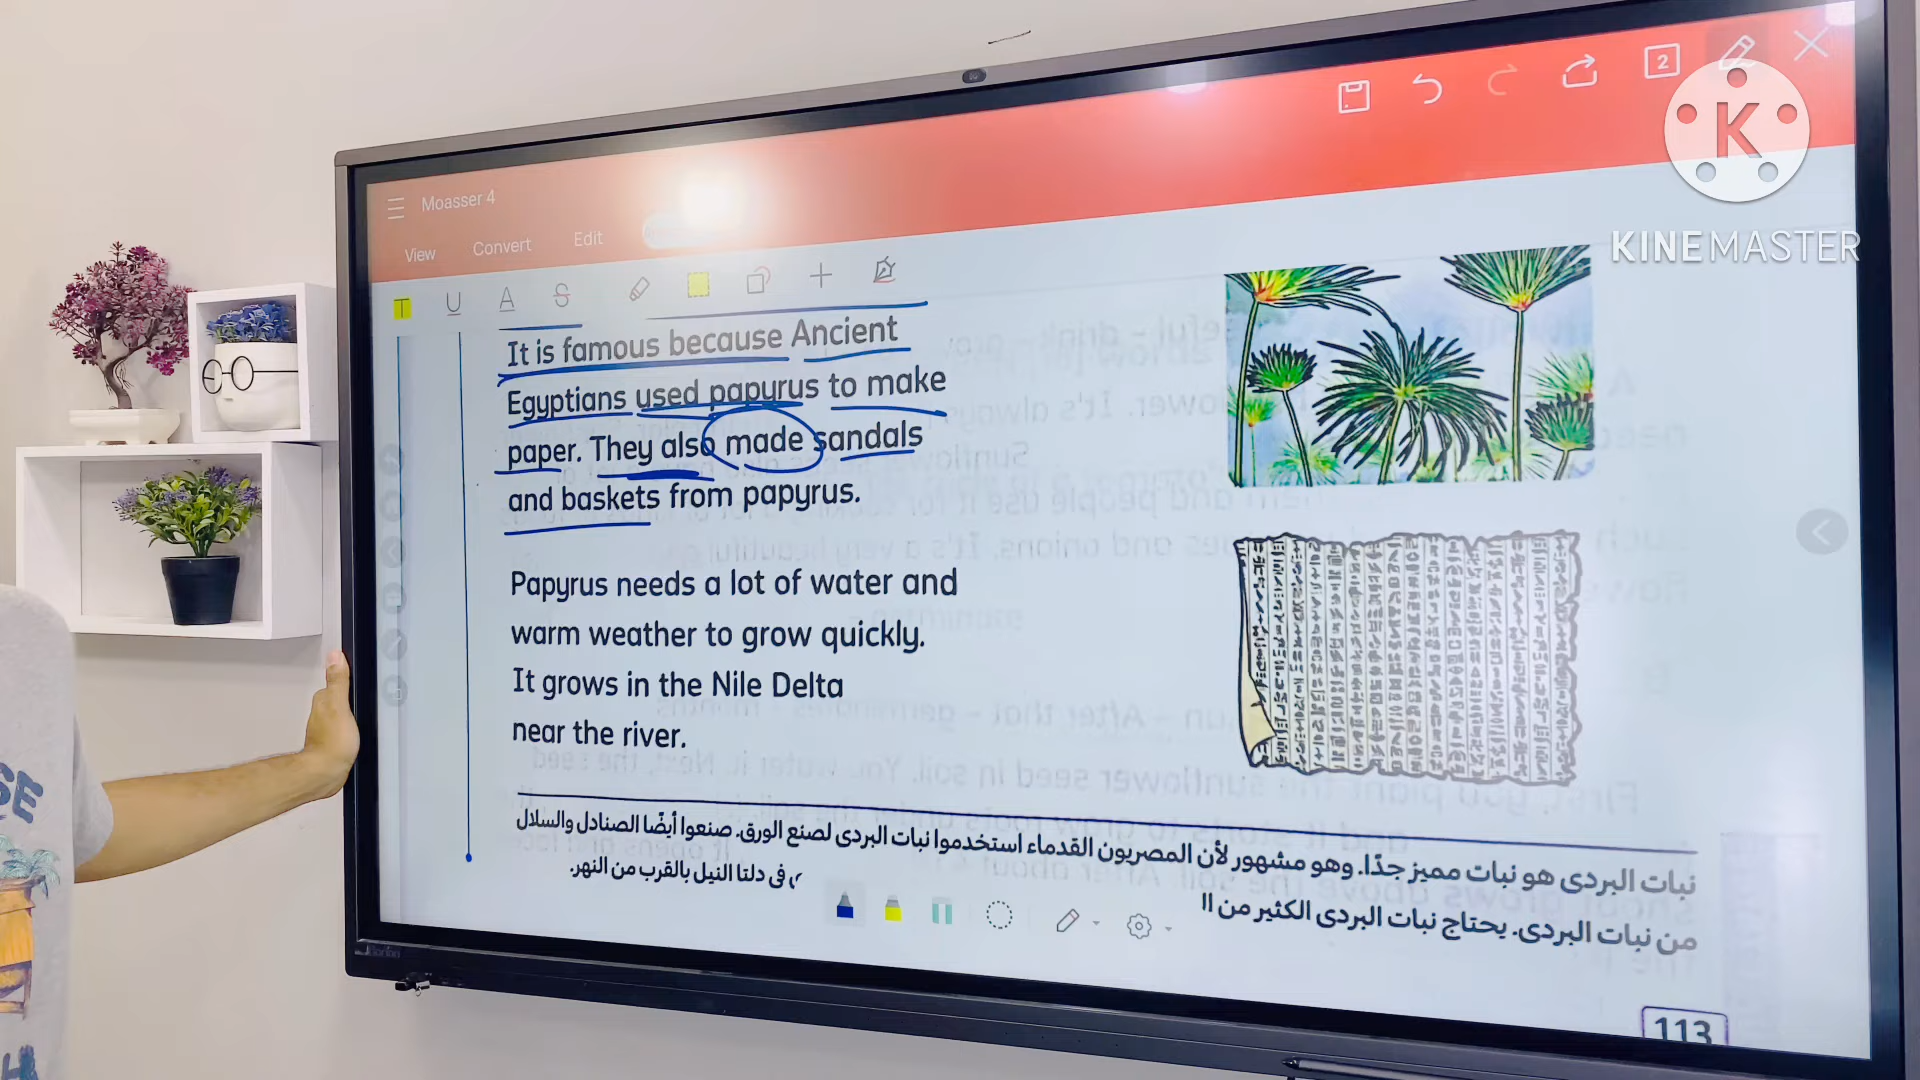 2
K
KINEMASTER
Moasser 4
View
Convert
Edit
It is famous because Ancient
Egyptians used papyrus to make
paper. They also made sandals
and baskets from papyrus.
Papyrus needs a lot of water and
warm weather to grow quickly.
It grows in the Nile Delta
near the river.
نبات البردى هو نبات مميز جدًا. وهو مشهور لأن المصريون القدماء استخدموا نبات البردى لصنع الورق. صنعوا أيضًا الصنادل والسلال
من نبات البردى. يحتاج نبات البردى الكثير من
فى دلتا النيل بالقرب من النهر.
113